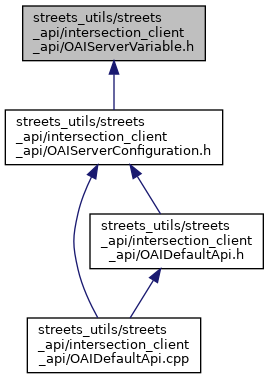 streets_utils/streets
_api/intersection_client
_api/OAIServerVariable.h
streets_utils/streets
_api/intersection_client
_api/OAIServerConfiguration.h
streets_utils/streets
_api/intersection_client
_api/OAIDefaultApi.h
streets_utils/streets
_api/intersection_client
_api/OAIDefaultApi.cpp